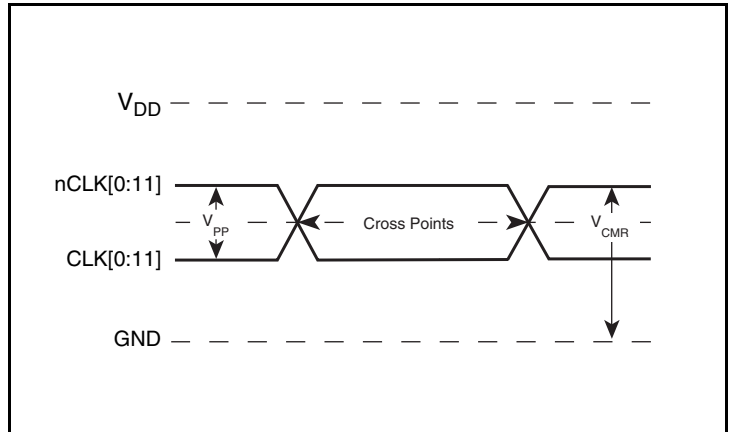 VDD
nCLK[0:11]
VPP
Cross Points
VCMR
CLK[0:11]
GND